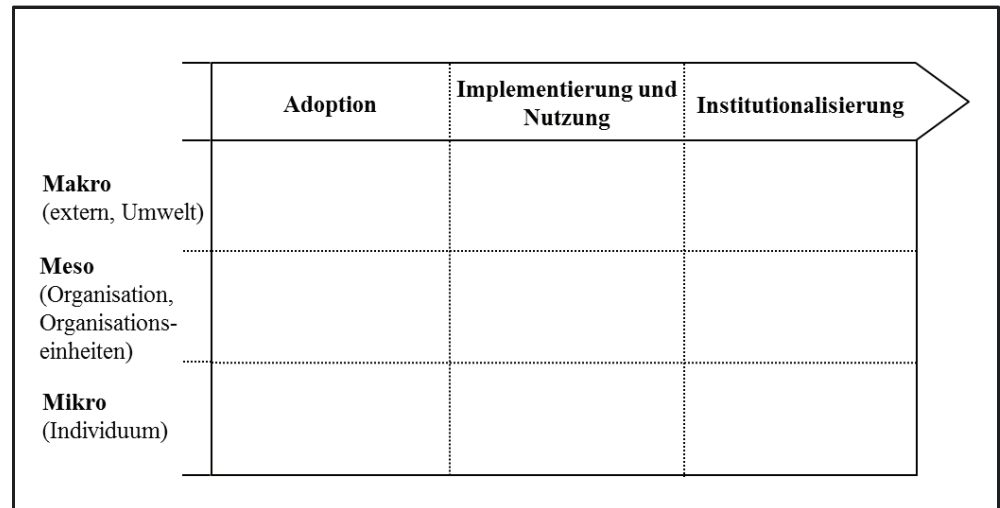 Adoption
Implementierung und
Nutzung
Institutionalisierung
Makro
(extern, Umwelt)
Meso
(Organisation,
Organisations-
einheiten)
Mikro
(Individuum)